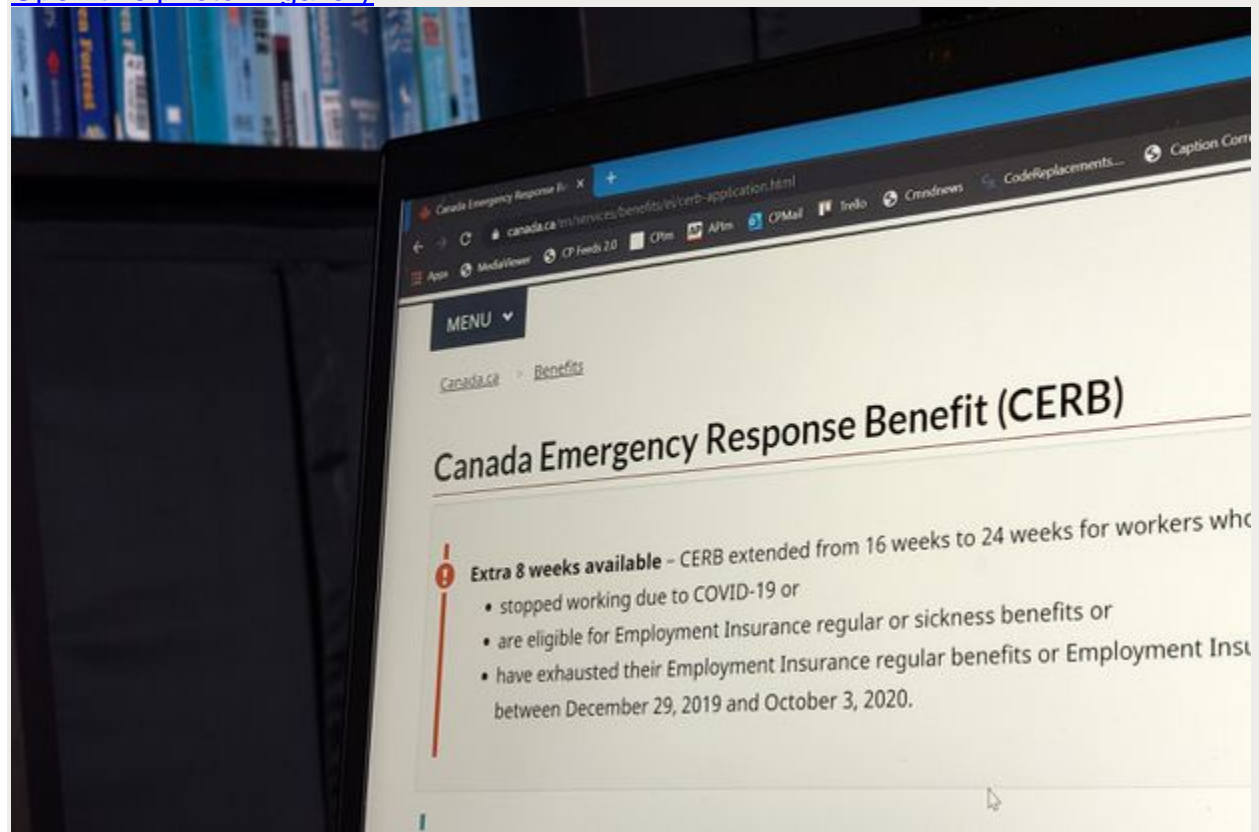 Forrest
Canada Emergency Response
canada.ca/en/services/benefits/ei/cerb-application.html
Apps MediaViewer CP Feeds 2.0 CPIm APIm CPMail Trello Cmndnews CodeReplacements... Caption
MENU
Canada.ca > Benefits
Canada Emergency Response Benefit (CERB)
Extra 8 weeks available – CERB extended from 16 weeks to 24 weeks for workers who
• stopped working due to COVID-19 or
• are eligible for Employment Insurance regular or sickness benefits or
• have exhausted their Employment Insurance regular benefits or Employment Insu
between December 29, 2019 and October 3, 2020.